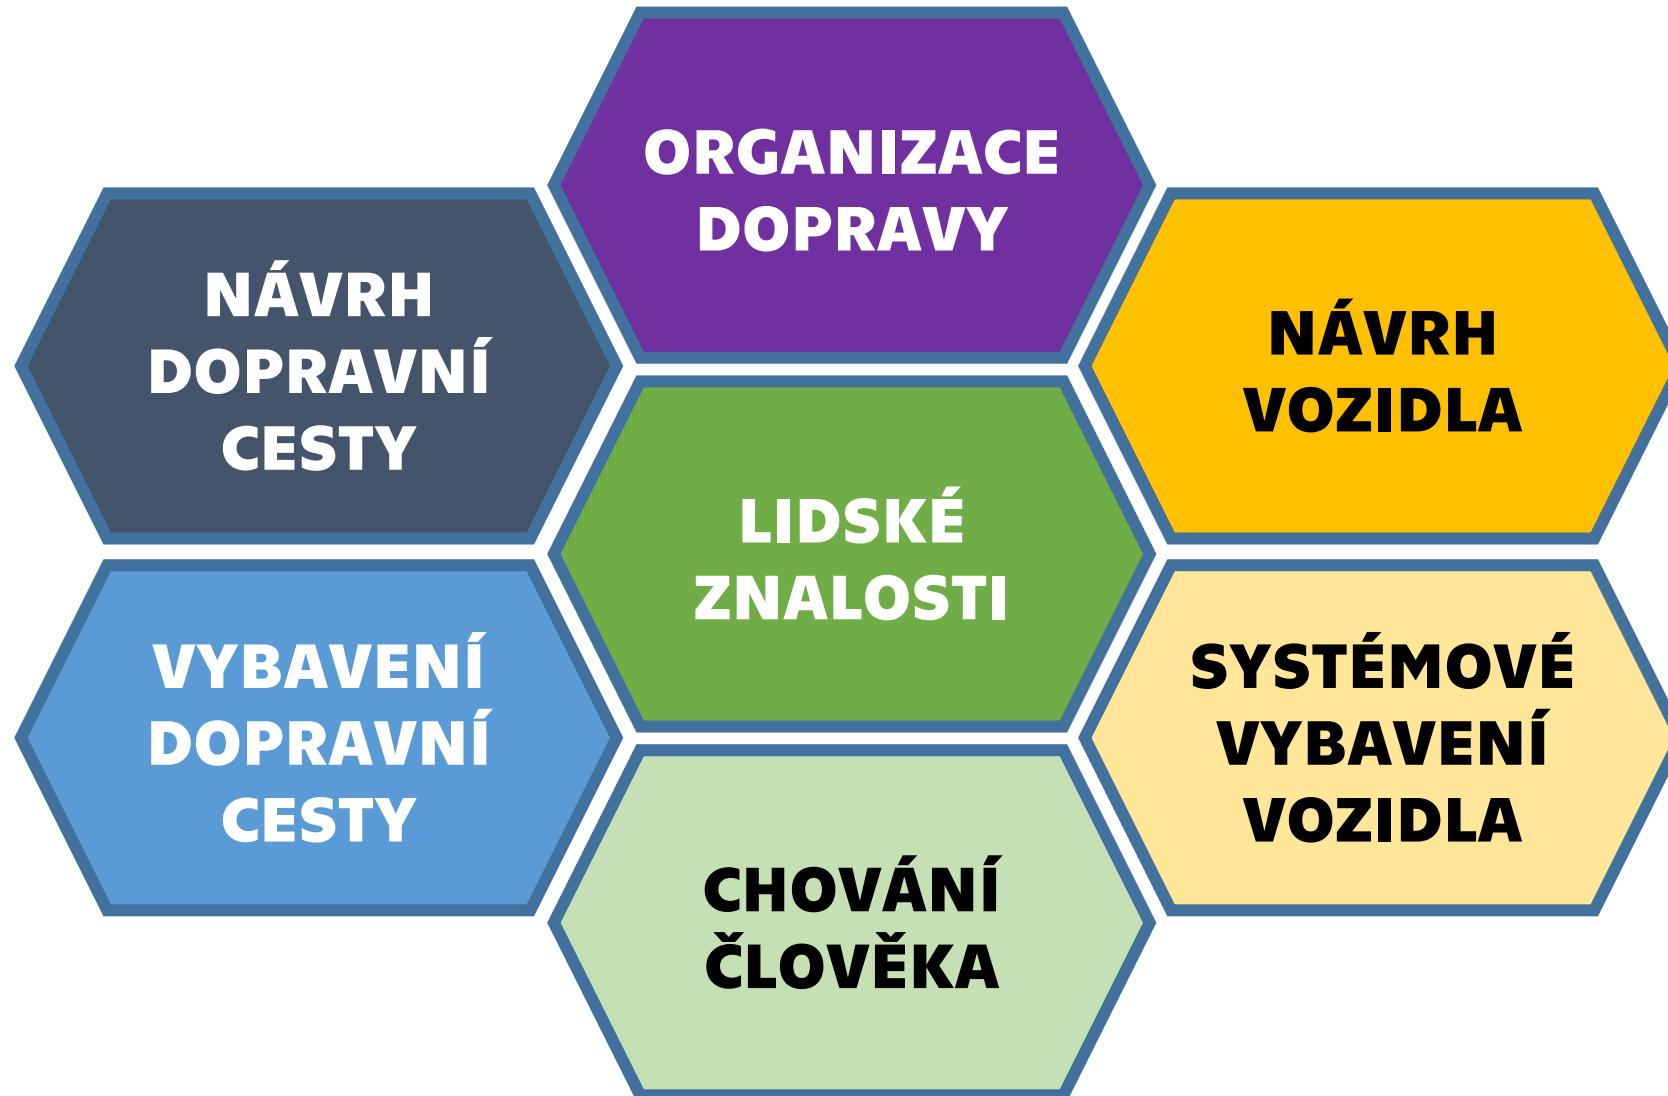 ORGANIZACE
DOPRAVY
NÁVRH
DOPRAVNÍ
CESTY
NÁVRH
VOZIDLA
LIDSKÉ
ZNALOSTI
VYBAVENÍ
DOPRAVNÍ
CESTY
SYSTÉMOVÉ
VYBAVENÍ
VOZIDLA
CHOVÁNÍ
ČLOVĚKA